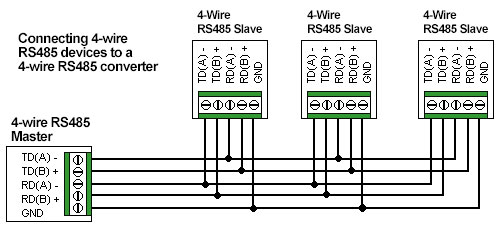 Connecting 4-wire
RS485 devices to a
4-wire RS485 converter
4-Wire
RS485 Slave
TD(A) -
TD(B) +
RD(A) -
RD(B) +
GND
4-Wire
RS485 Slave
TD(A) -
TD(B) +
RD(A) -
RD(B) +
GND
4-Wire
RS485 Slave
TD(A) -
TD(B) +
RD(A) -
RD(B) +
GND
4-wire RS485
Master
TD(A) -
TD(B) +
RD(A) -
RD(B) +
GND